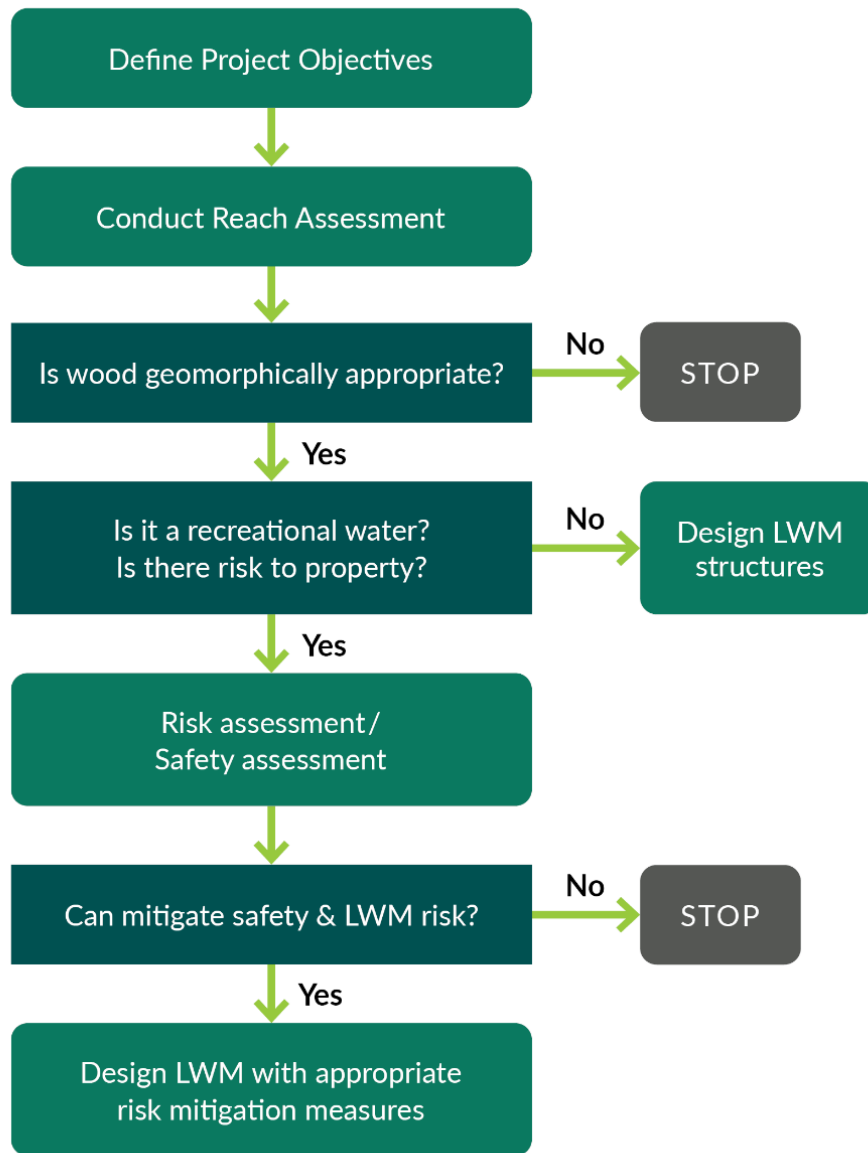 Define Project Objectives
Conduct Reach Assessment
Is wood geomorphically appropriate?
No
STOP
Yes
Is it a recreational water?
Is there risk to property?
No
Design LWM
structures
Yes
Risk assessment/
Safety assessment
Can mitigate safety & LWM risk?
No
STOP
Yes
Design LWM with appropriate
risk mitigation measures